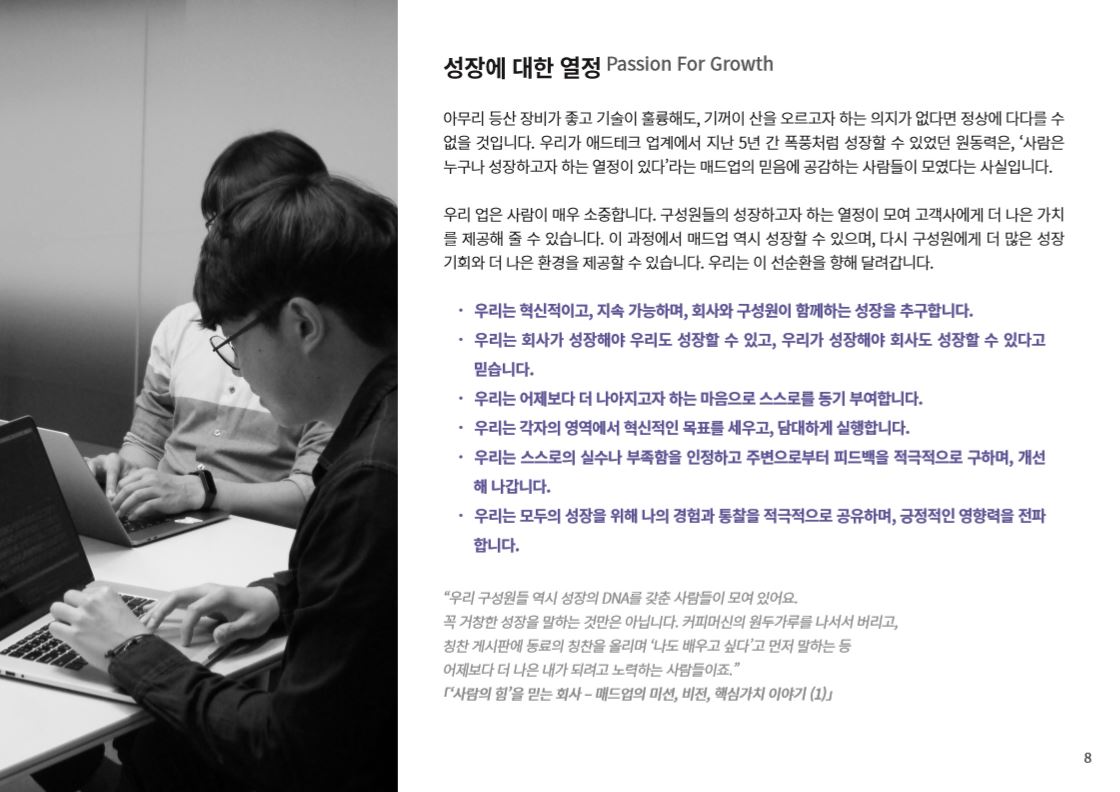 성장에 대한 열정 Passion For Growth
아무리 등산 장비가 좋고 기술이 훌륭해도, 기꺼이 산을 오르고자 하는 의지가 없다면 정상에 다다를 수
없을 것입니다. 우리가 애드테크 업계에서 지난 5년 간 폭풍처럼 성장할 수 있었던 원동력은, ‘사람은
누구나 성장하고자 하는 열정이 있다’라는 매드업의 믿음에 공감하는 사람들이 모였다는 사실입니다.
우리 업은 사람이 매우 소중합니다. 구성원들의 성장하고자 하는 열정이 모여 고객사에게 더 나은 가치
를 제공해 줄 수 있습니다. 이 과정에서 매드업 역시 성장할 수 있으며, 다시 구성원에게 더 많은 성장
기회와 더 나은 환경을 제공할 수 있습니다. 우리는 이 선순환을 향해 달려갑니다.
· 우리는 혁신적이고, 지속 가능하며, 회사와 구성원이 함께하는 성장을 추구합니다.
· 우리는 회사가 성장해야 우리도 성장할 수 있고, 우리가 성장해야 회사도 성장할 수 있다고
믿습니다.
· 우리는 어제보다 더 나아지고자 하는 마음으로 스스로를 동기 부여합니다.
· 우리는 각자의 영역에서 혁신적인 목표를 세우고, 담대하게 실행합니다.
· 우리는 스스로의 실수나 부족함을 인정하고 주변으로부터 피드백을 적극적으로 구하며, 개선
해 나갑니다.
· 우리는 모두의 성장을 위해 나의 경험과 통찰을 적극적으로 공유하며, 긍정적인 영향력을 전파
합니다.
“우리 구성원들 역시 성장의 DNA를 갖춘 사람들이 모여 있어요.
꼭 거창한 성장을 말하는 것만은 아닙니다. 커피머신의 원두가루를 나서서 버리고,
칭찬 게시판에 동료의 칭찬을 올리며 ‘나도 배우고 싶다’고 먼저 말하는 등
어제보다 더 나은 내가 되려고 노력하는 사람들이죠.”
「‘사람의 힘’을 믿는 회사 – 매드업의 미션, 비전, 핵심가치 이야기 (1)」
8